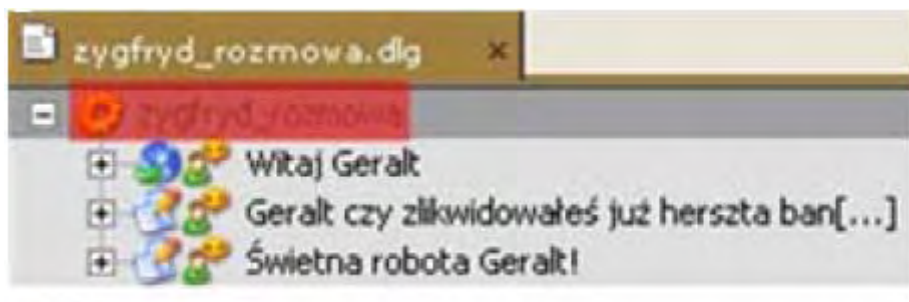 zygfryd_rozmowa.dlg
zygfryd_rozmowa
Witaj Geralt
Geralt czy zlikwidowałeś już herszta ban[...]
Świetna robota Geralt!